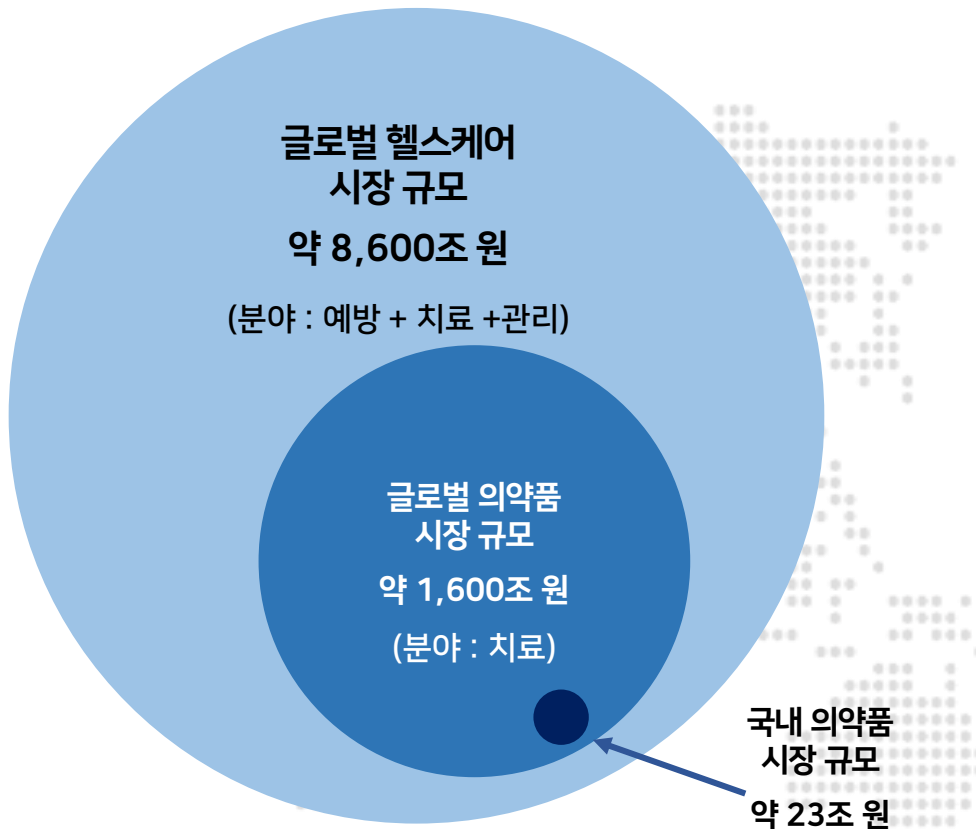 글로벌 헬스케어
시장 규모
약 8,600조 원
(분야 : 예방 + 치료 +관리)
글로벌 의약품
시장 규모
약 1,600조 원
(분야 : 치료)
국내 의약품
시장 규모
약 23조 원